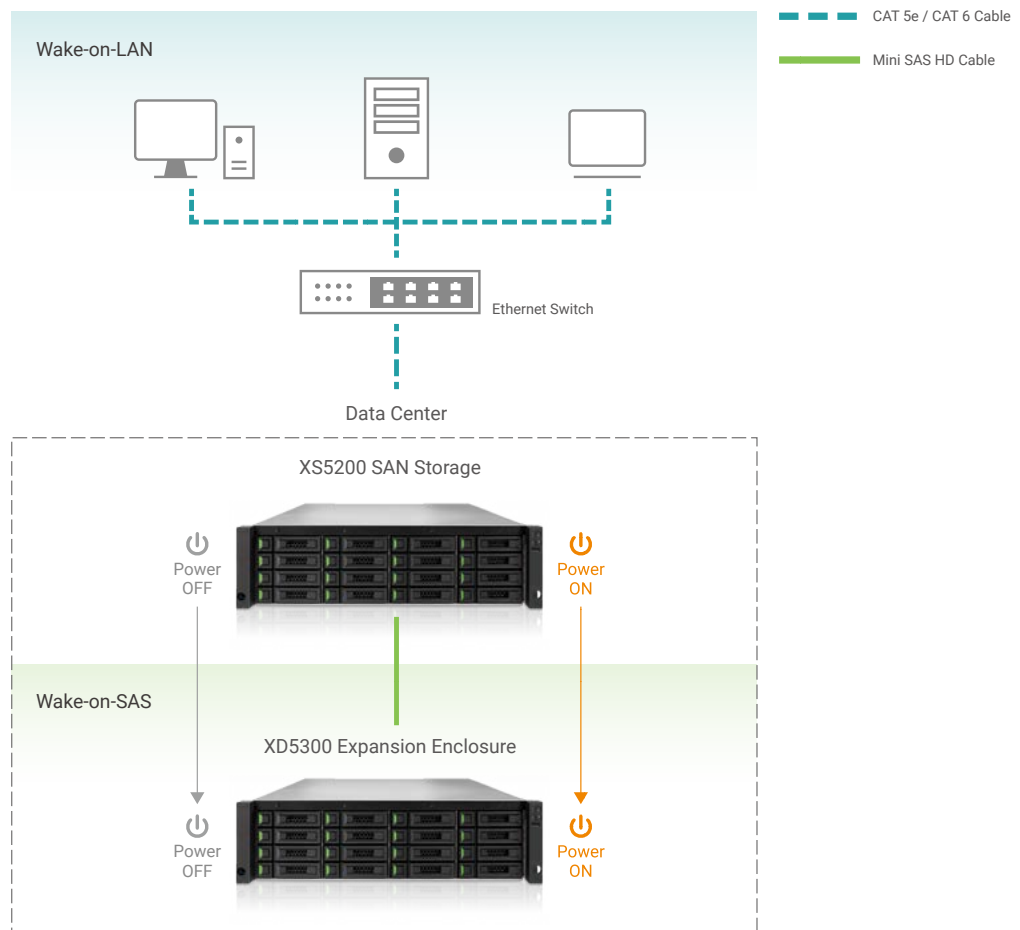 CAT 5e / CAT 6 Cable
Wake-on-LAN
Mini SAS HD Cable
Ethernet Switch
Data Center
XS5200 SAN Storage
Power
OFF
Power
ON
Wake-on-SAS
XD5300 Expansion Enclosure
Power
OFF
Power
ON